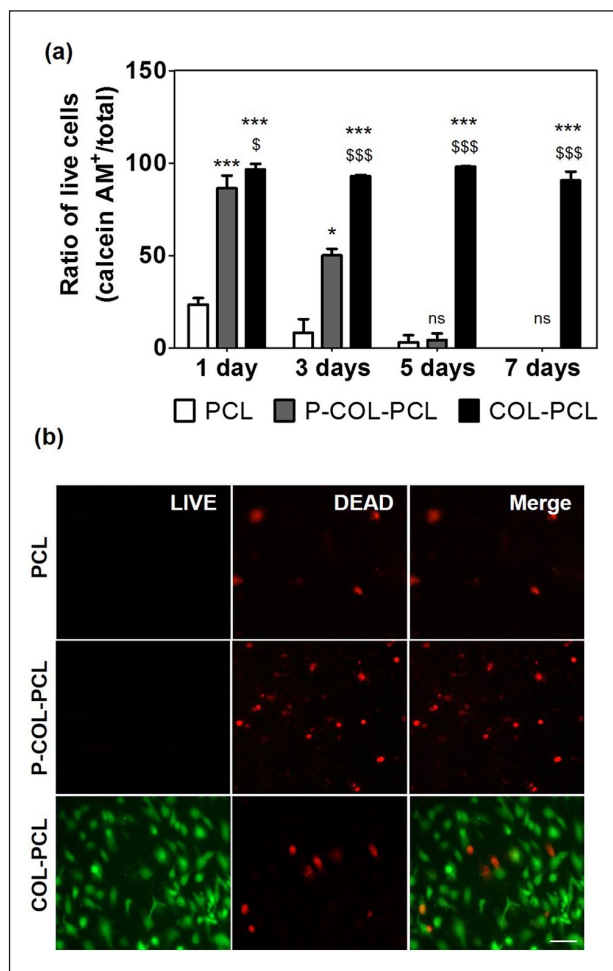 (a)
Ratio of live cells
(calcein AM⁺/total)
150
100
50
0
***
***
$
*
***
$$$
ns
***
$$$
ns
***
$$$
1 day
3 days
5 days
7 days
PCL
P-COL-PCL
COL-PCL
(b)
LIVE
DEAD
Merge
PCL
P-COL-PCL
COL-PCL